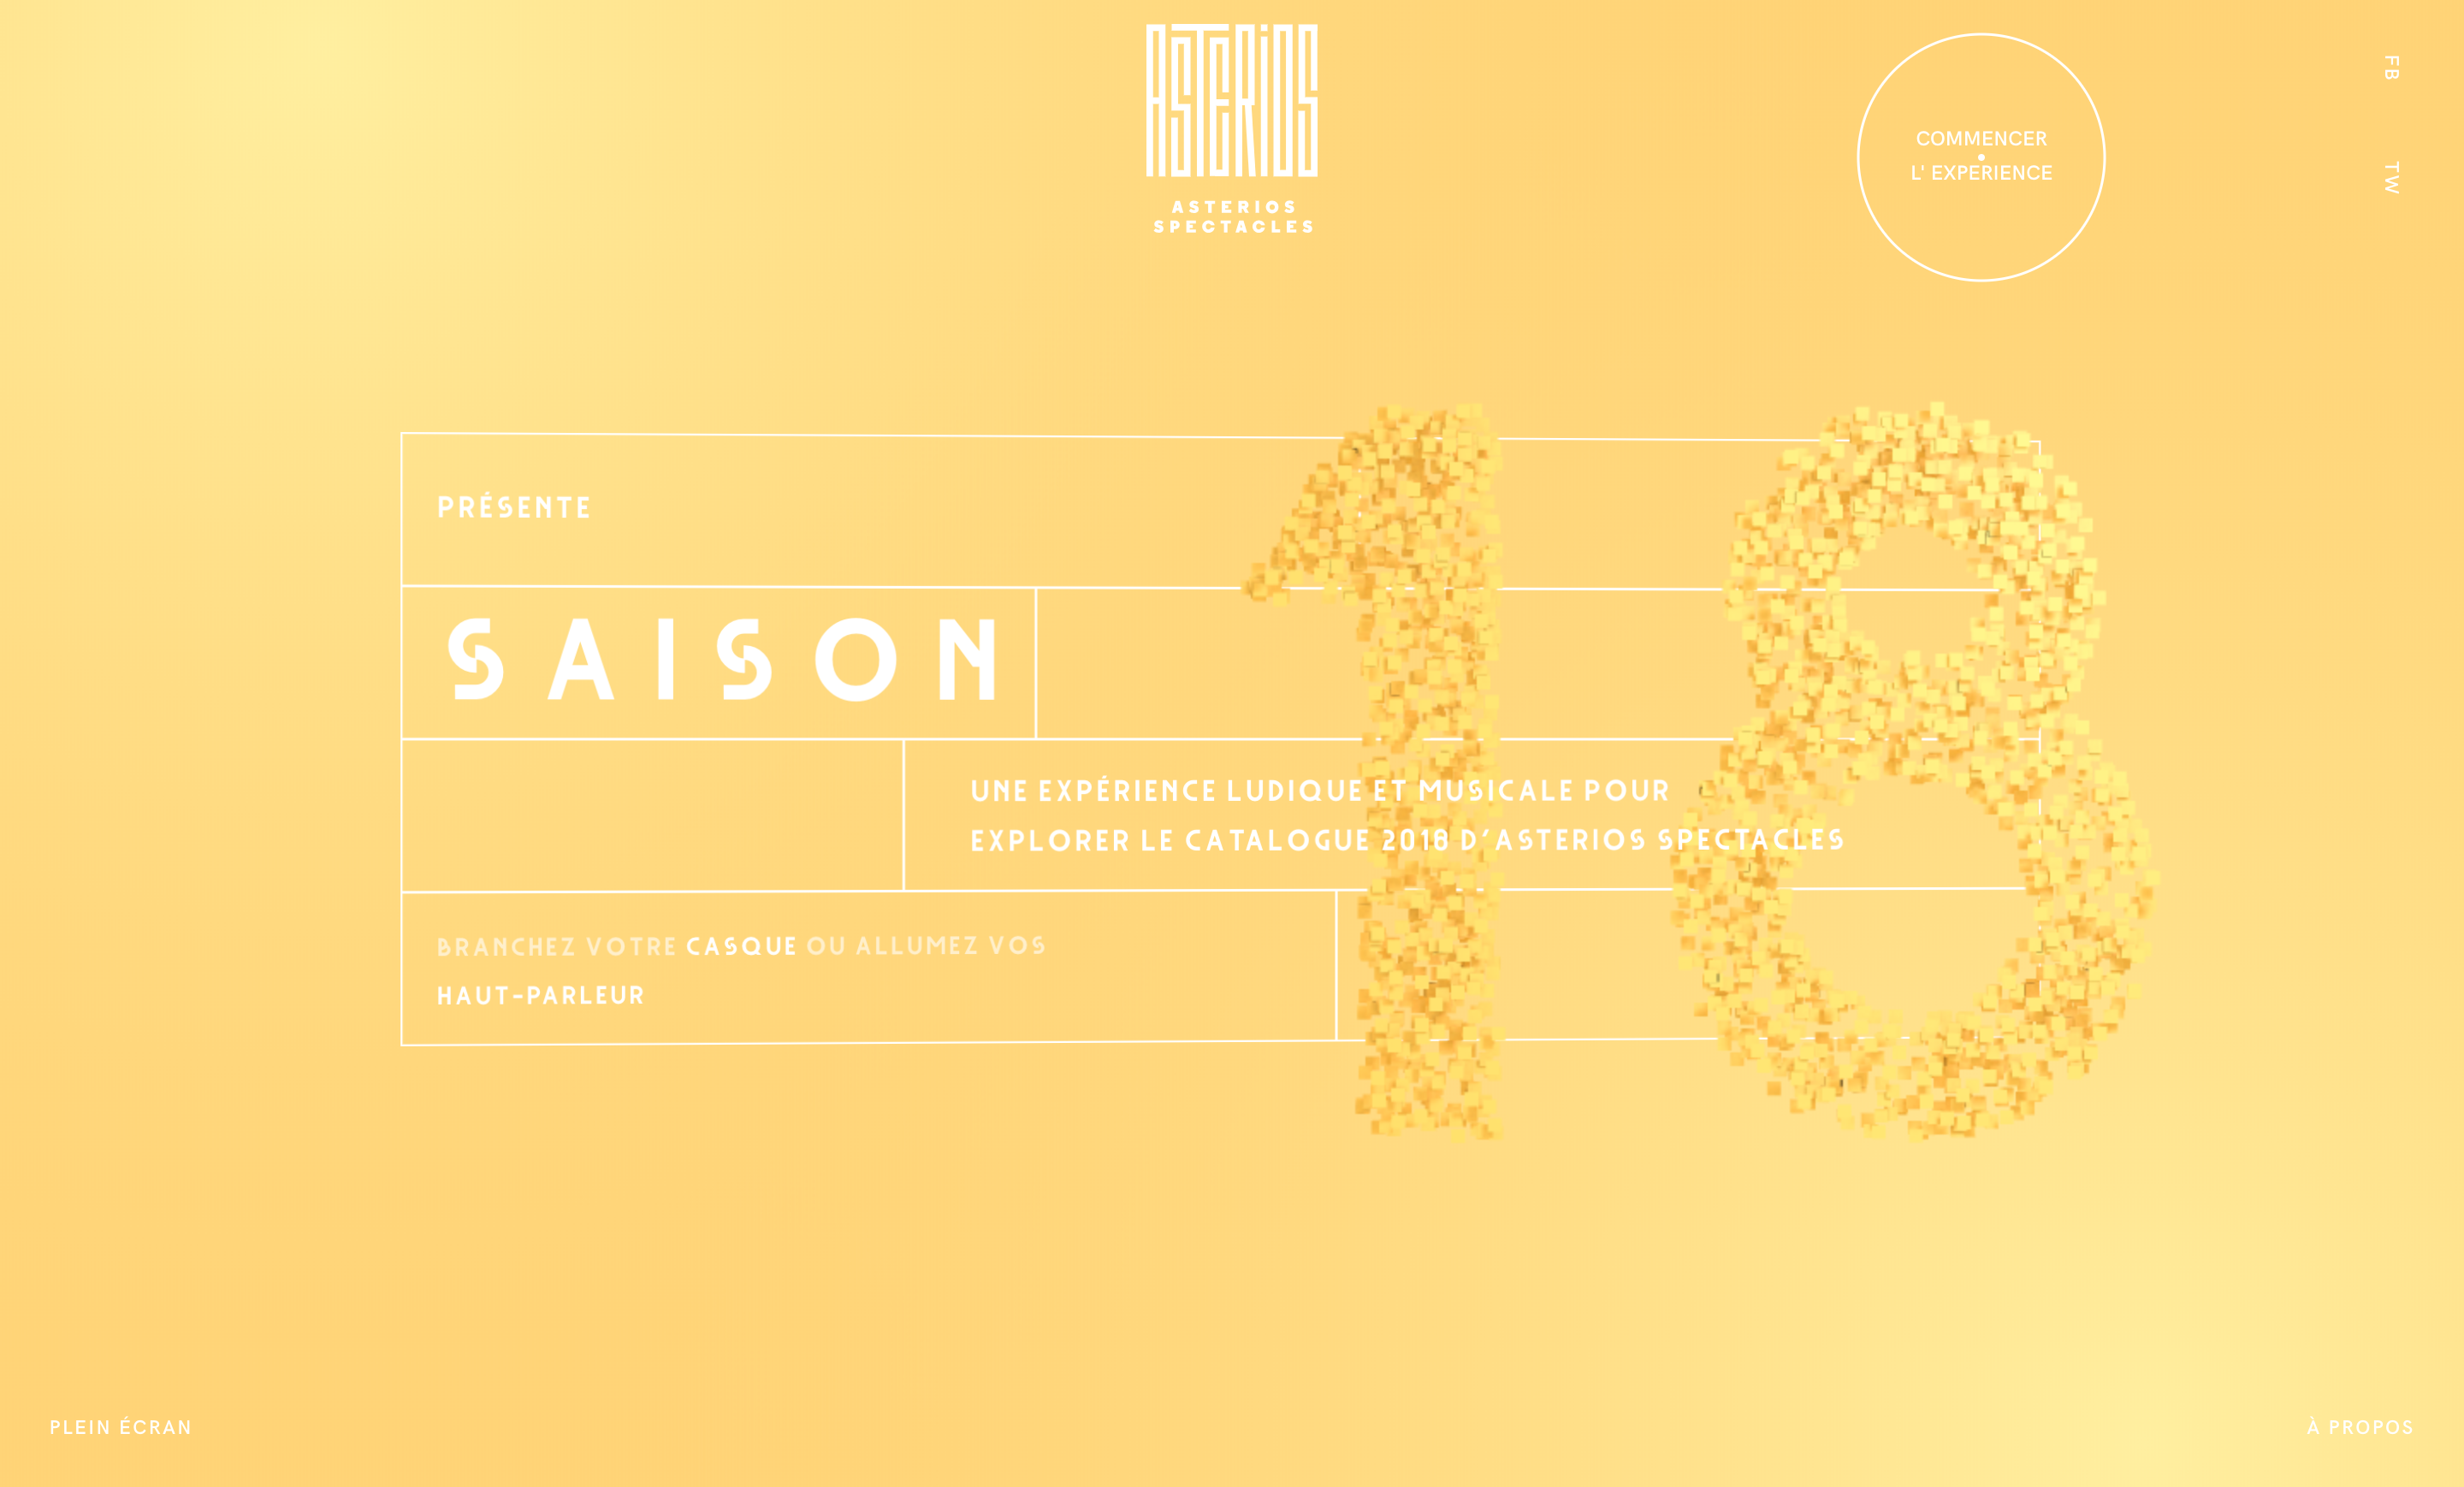 ASTERIOS
ASTERIOS
SPECTACLES
COMMENCER
L' EXPERIENCE
FB
TW
PRÉSENTE
SAISON
18
UNE EXPÉRIENCE LUDIQUE ET MUSICALE POUR
EXPLORER LE CATALOGUE 2018 D'ASTERIOS SPECTACLES
BRANCHEZ VOTRE CASQUE OU ALLUMEZ VOS
HAUT-PARLEUR
PLEIN ÉCRAN
À PROPOS